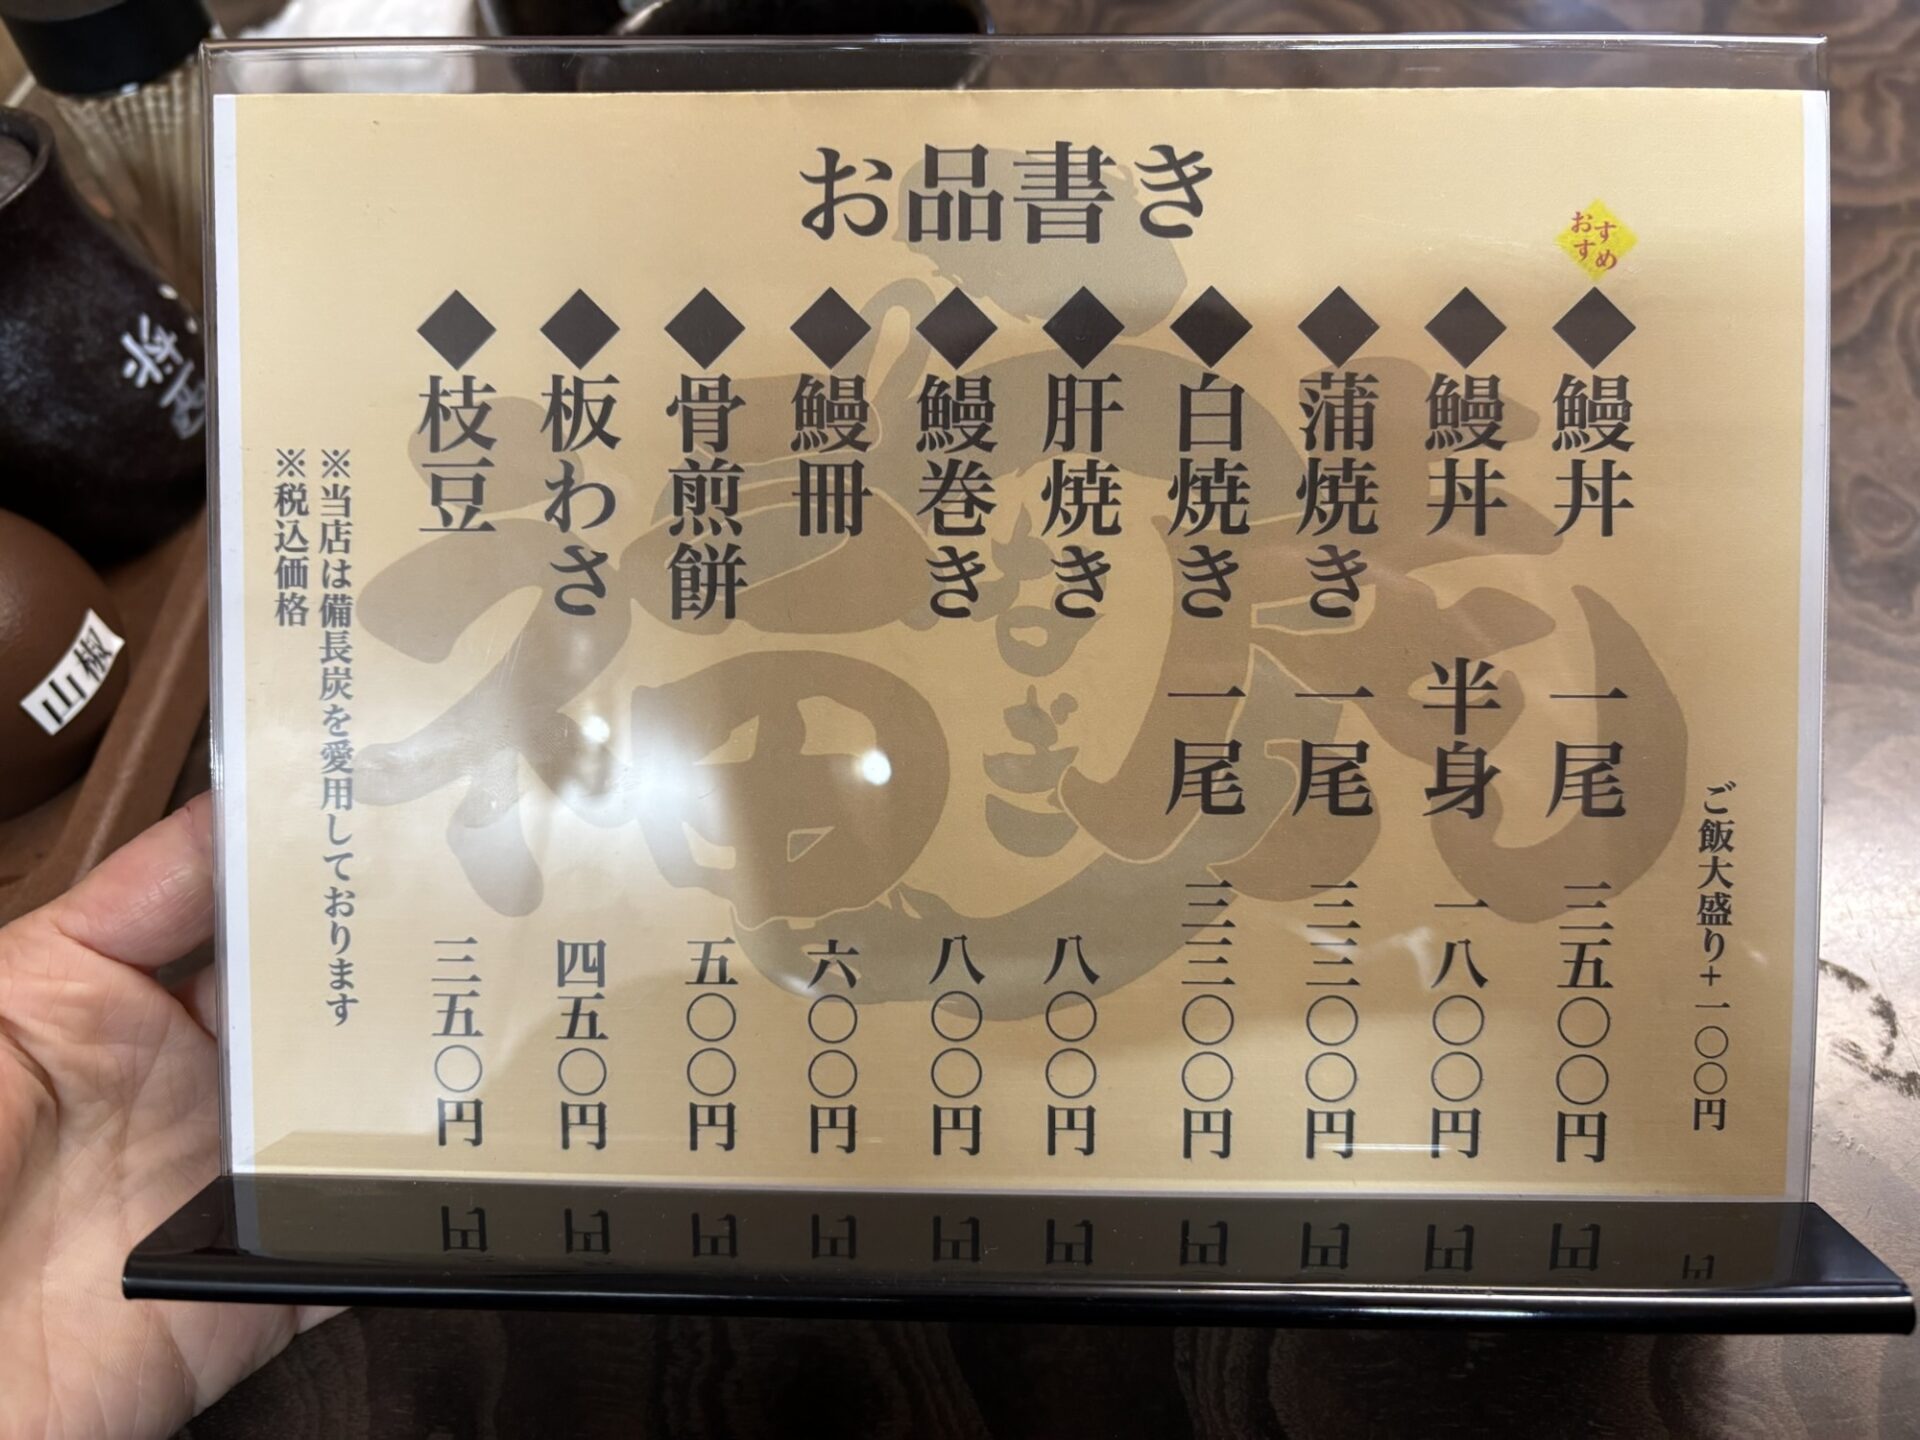 お品書き
ご飯大盛り+一〇〇円
おすすめ
◆鰻丼 一尾 三五〇〇円
◆鰻丼 半身 一八〇〇円
◆蒲焼き 一尾 三三〇〇円
◆白焼き 一尾 三三〇〇円
◆肝焼き 八〇〇円
◆鰻巻き 八〇〇円
◆鰻冊 六〇〇円
◆骨煎餅 五〇〇円
◆板わさ 四五〇円
◆枝豆 三五〇円
※当店は備長炭を愛用しております
※税込価格
山椒